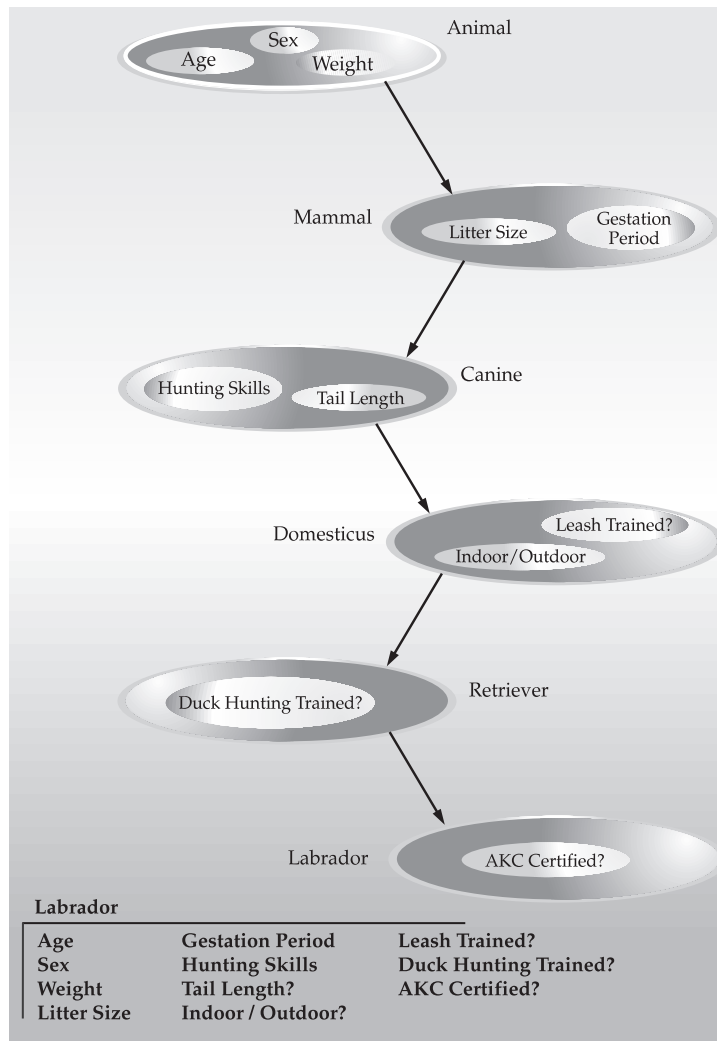 Animal
Sex
Age
Weight
Mammal
Litter Size
Gestation
Period
Canine
Hunting Skills
Tail Length
Domesticus
Leash Trained?
Indoor/Outdoor
Retriever
Duck Hunting Trained?
Labrador
AKC Certified?
Labrador
Age Gestation Period Leash Trained?
Sex Hunting Skills Duck Hunting Trained?
Weight Tail Length? AKC Certified?
Litter Size Indoor / Outdoor?